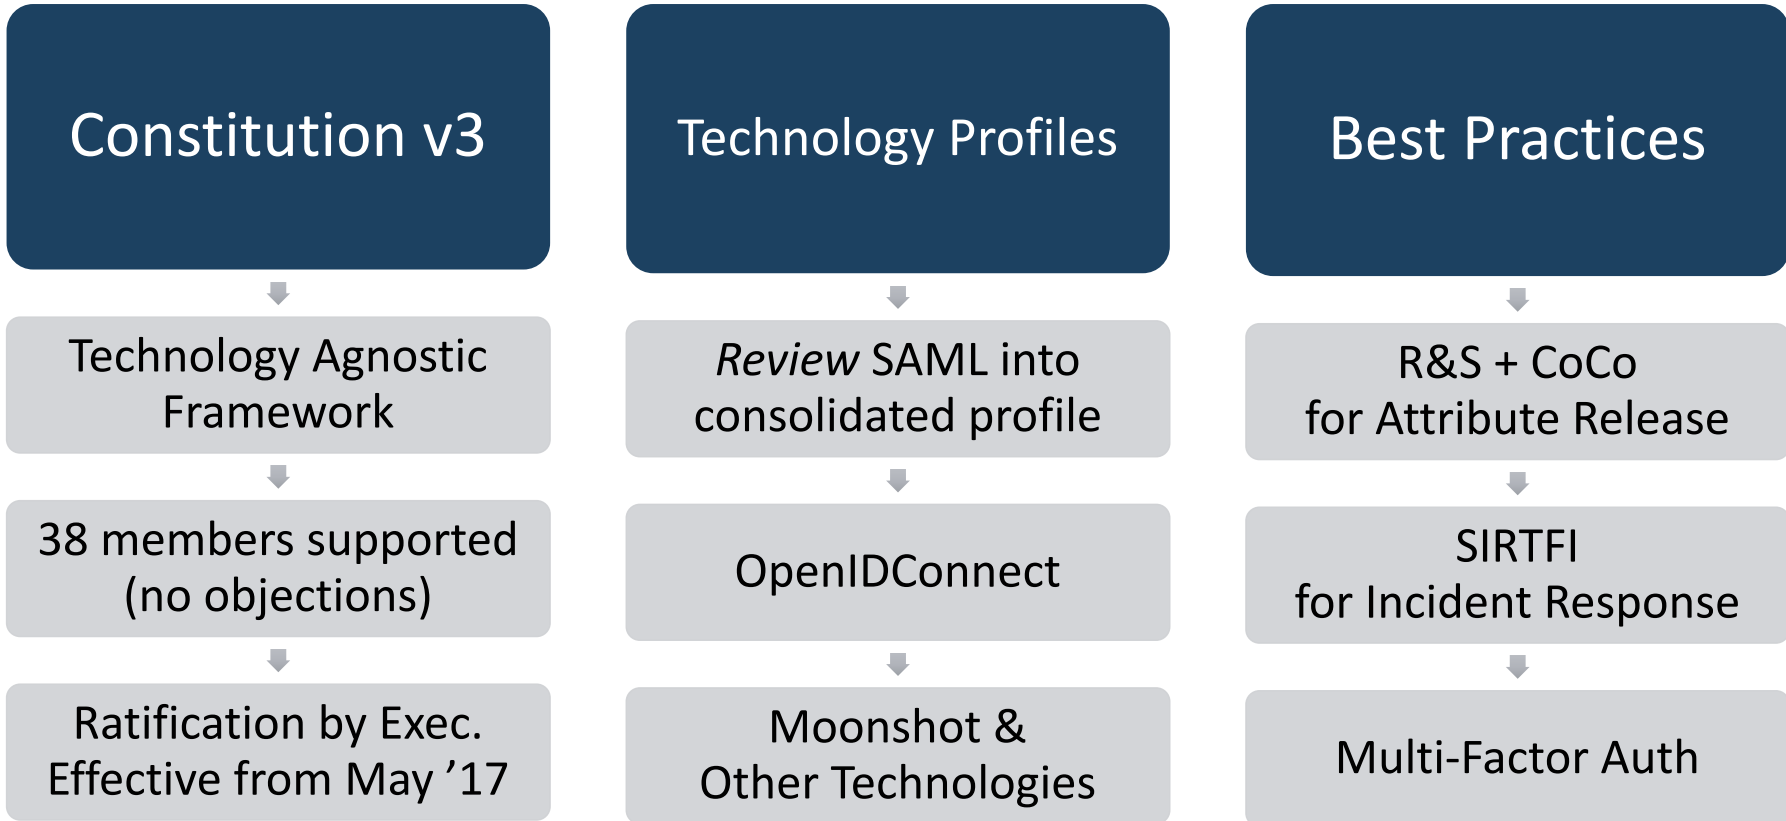 Constitution v3
Technology Agnostic
Framework
38 members supported
(no objections)
Ratification by Exec.
Effective from May ’17
Technology Profiles
Review SAML into
consolidated profile
OpenIDConnect
Moonshot &
Other Technologies
Best Practices
R&S + CoCo
for Attribute Release
SIRTFI
for Incident Response
Multi-Factor Auth